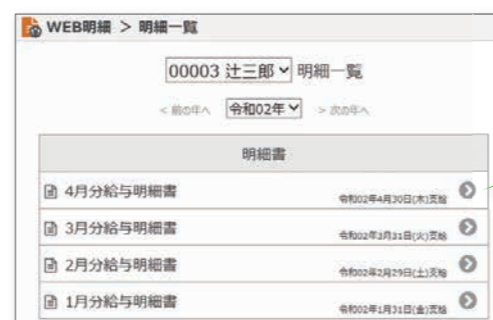 WEB明細 > 明細一覧
00003 辻三郎 明細一覧
< 前の年へ 令和02年 > 次の年へ
明細書
4月分給与明細書 令和02年4月30日(木)支給
3月分給与明細書 令和02年3月31日(火)支給
2月分給与明細書 令和02年2月29日(土)支給
1月分給与明細書 令和02年1月31日(金)支給